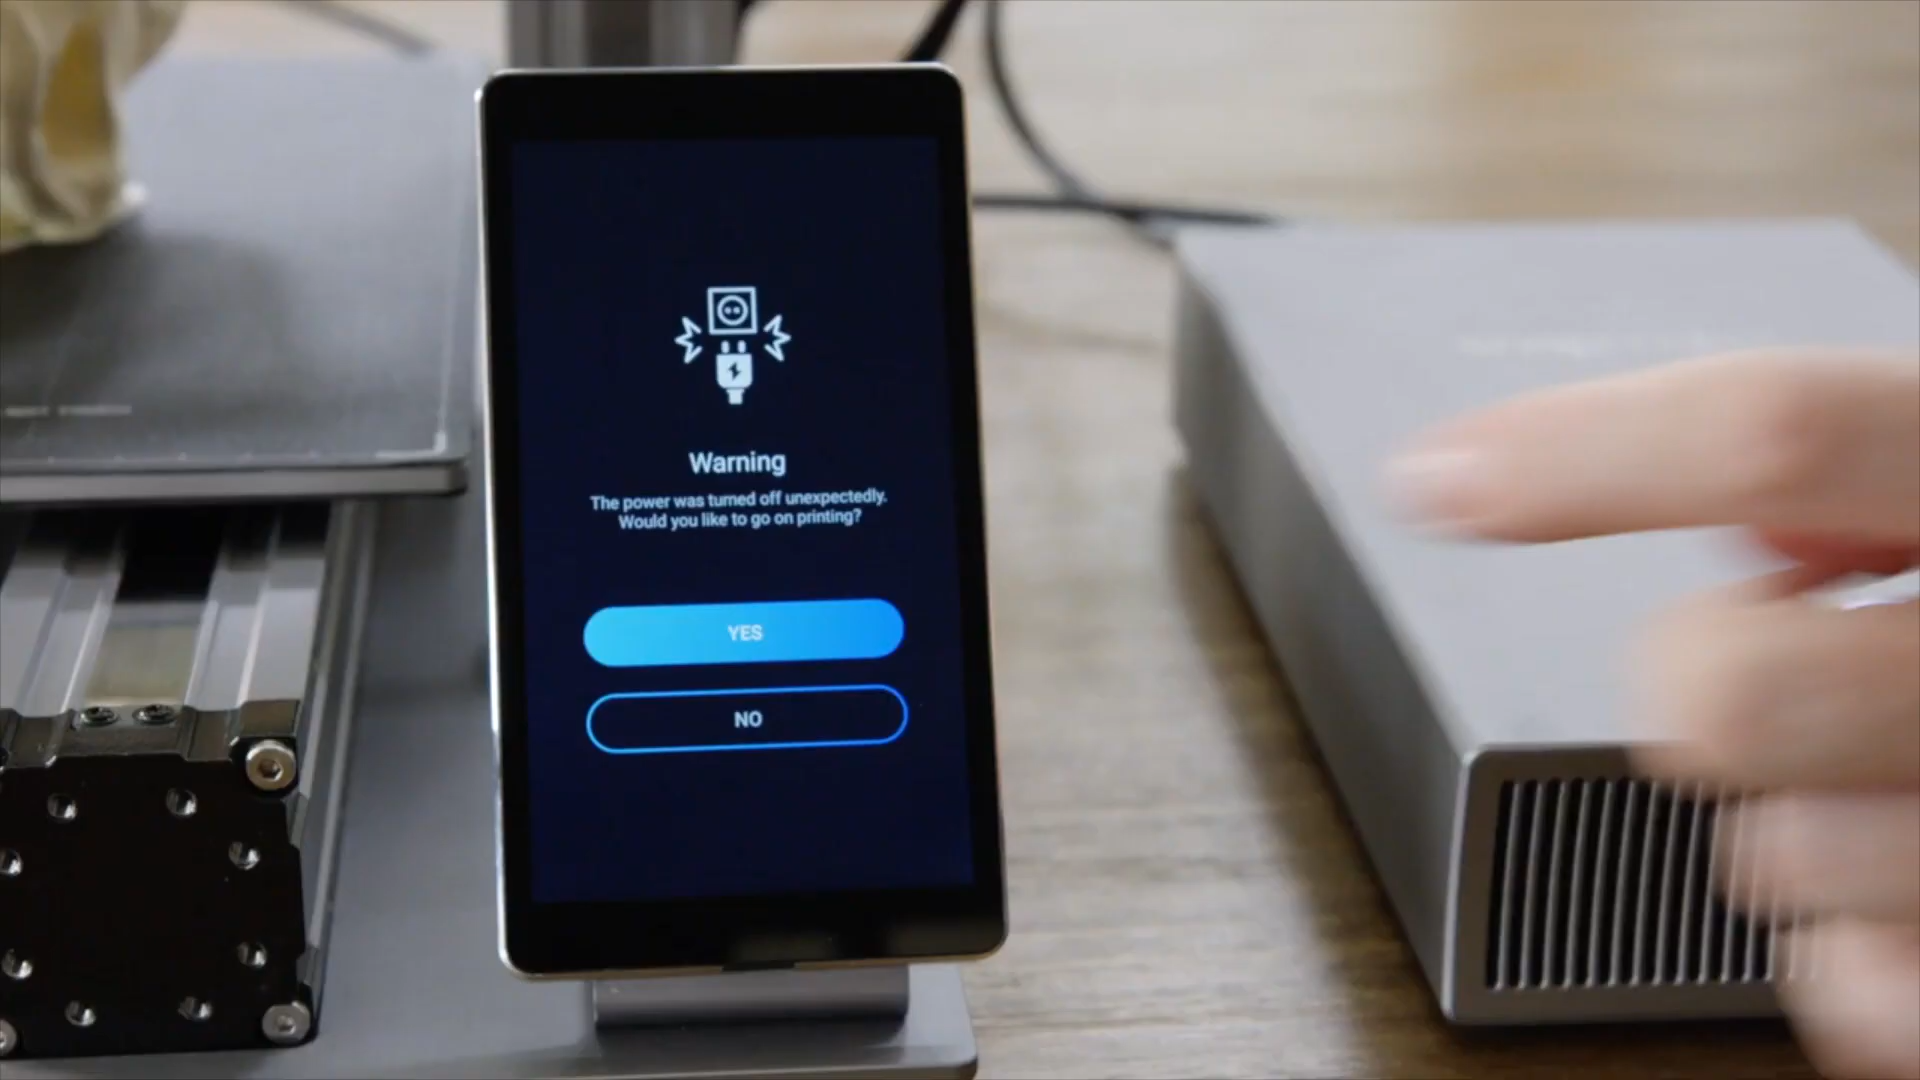 Warning
The power was turned off unexpectedly.
Would you like to go on printing?
YES
NO